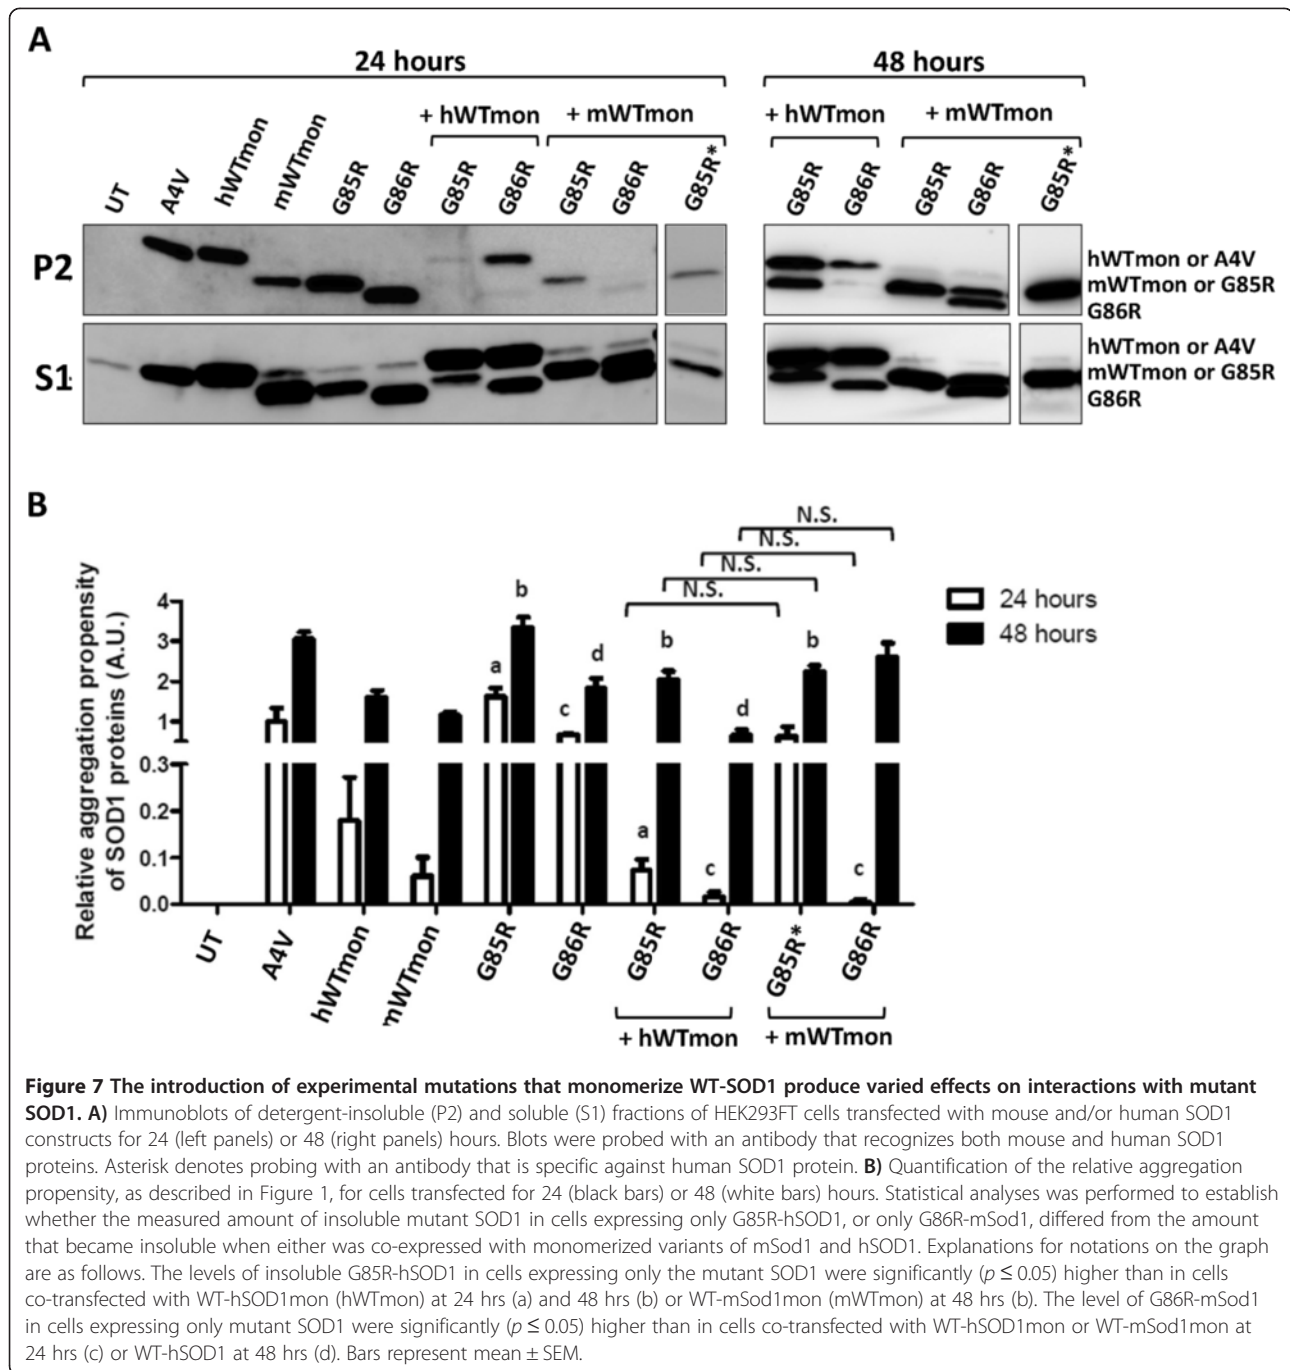 A
24 hours
48 hours
+ hWTmon
+ mWTmon
+ hWTmon
+ mWTmon
UT
A4V
hWTmon
mWTmon
G85R
G86R
G85R
G86R
G85R
G86R
G85R*
G85R
G86R
G85R
G86R
G85R*
P2
hWTmon or A4V
mWTmon or G85R
G86R
S1
hWTmon or A4V
mWTmon or G85R
G86R
B
N.S.
N.S.
N.S.
N.S.
Relative aggregation propensity
of SOD1 proteins (A.U.)
4
3
2
1
0.3
0.2
0.1
0.0
a
b
c
d
a
b
c
d
b
c
24 hours
48 hours
UT
A4V
hWTmon
mWTmon
G85R
G86R
G85R
G86R
G85R*
G86R
+ hWTmon
+ mWTmon
Figure 7 The introduction of experimental mutations that monomerize WT-SOD1 produce varied effects on interactions with mutant
SOD1. A) Immunoblots of detergent-insoluble (P2) and soluble (S1) fractions of HEK293FT cells transfected with mouse and/or human SOD1
constructs for 24 (left panels) or 48 (right panels) hours. Blots were probed with an antibody that recognizes both mouse and human SOD1
proteins. Asterisk denotes probing with an antibody that is specific against human SOD1 protein. B) Quantification of the relative aggregation
propensity, as described in Figure 1, for cells transfected for 24 (black bars) or 48 (white bars) hours. Statistical analyses was performed to establish
whether the measured amount of insoluble mutant SOD1 in cells expressing only G85R-hSOD1, or only G86R-mSod1, differed from the amount
that became insoluble when either was co-expressed with monomerized variants of mSod1 and hSOD1. Explanations for notations on the graph
are as follows. The levels of insoluble G85R-hSOD1 in cells expressing only the mutant SOD1 were significantly (p ≤ 0.05) higher than in cells
co-transfected with WT-hSOD1mon (hWTmon) at 24 hrs (a) and 48 hrs (b) or WT-mSod1mon (mWTmon) at 48 hrs (b). The level of G86R-mSod1
in cells expressing only mutant SOD1 were significantly (p ≤ 0.05) higher than in cells co-transfected with WT-hSOD1mon or WT-mSod1mon at
24 hrs (c) or WT-hSOD1 at 48 hrs (d). Bars represent mean ± SEM.